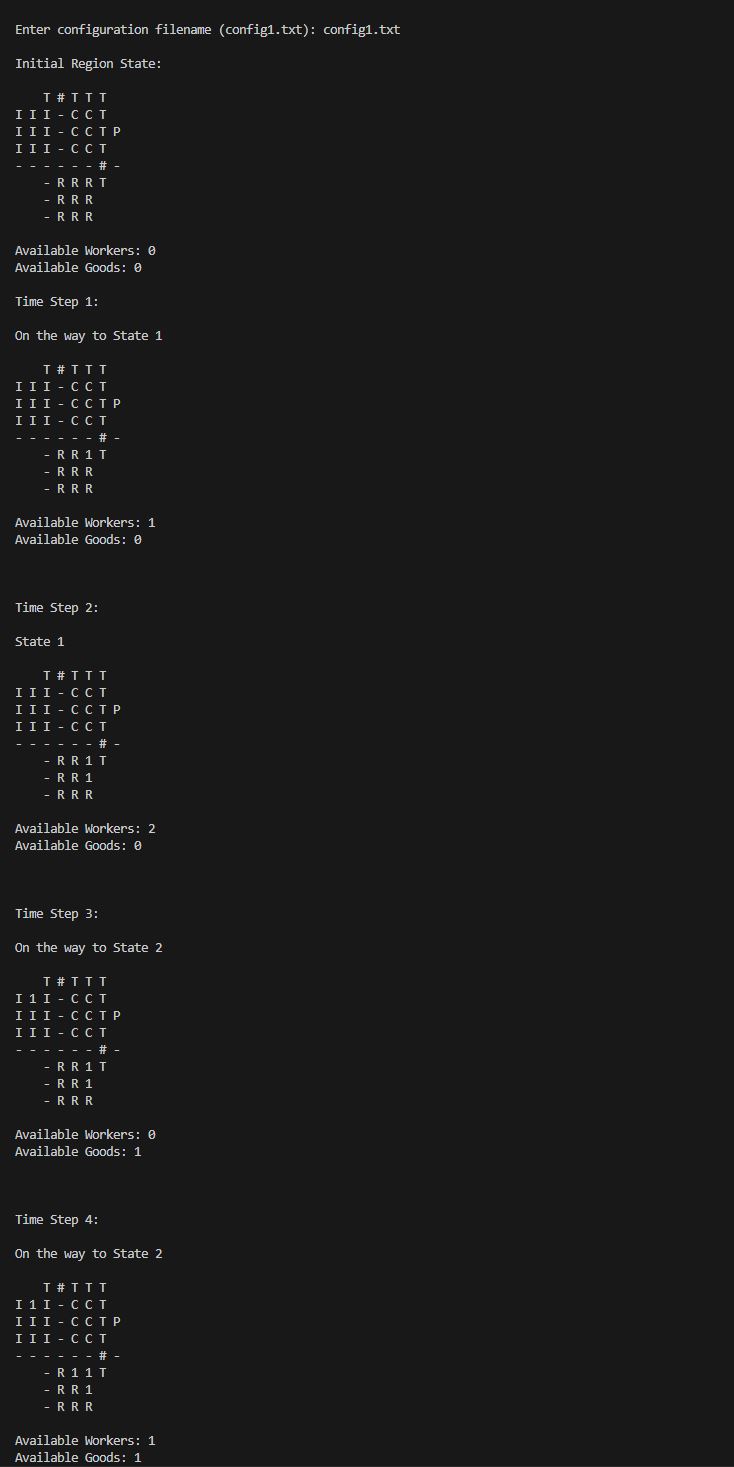 Enter configuration filename (config1.txt): config1.txt
Initial Region State:
    T # T T T
I I I - C C T
I I I - C C T P
I I I - C C T
- - - - - - # -
    - R R R T
    - R R R
    - R R R
Available Workers: 0
Available Goods: 0
Time Step 1:
On the way to State 1
    T # T T T
I I I - C C T
I I I - C C T P
I I I - C C T
- - - - - - # -
    - R R 1 T
    - R R R
    - R R R
Available Workers: 1
Available Goods: 0
Time Step 2:
State 1
    T # T T T
I I I - C C T
I I I - C C T P
I I I - C C T
- - - - - - # -
    - R R 1 T
    - R R 1
    - R R R
Available Workers: 2
Available Goods: 0
Time Step 3:
On the way to State 2
    T # T T T
I 1 I - C C T
I I I - C C T P
I I I - C C T
- - - - - - # -
    - R R 1 T
    - R R 1
    - R R R
Available Workers: 0
Available Goods: 1
Time Step 4:
On the way to State 2
    T # T T T
I 1 I - C C T
I I I - C C T P
I I I - C C T
- - - - - - # -
    - R 1 1 T
    - R R 1
    - R R R
Available Workers: 1
Available Goods: 1